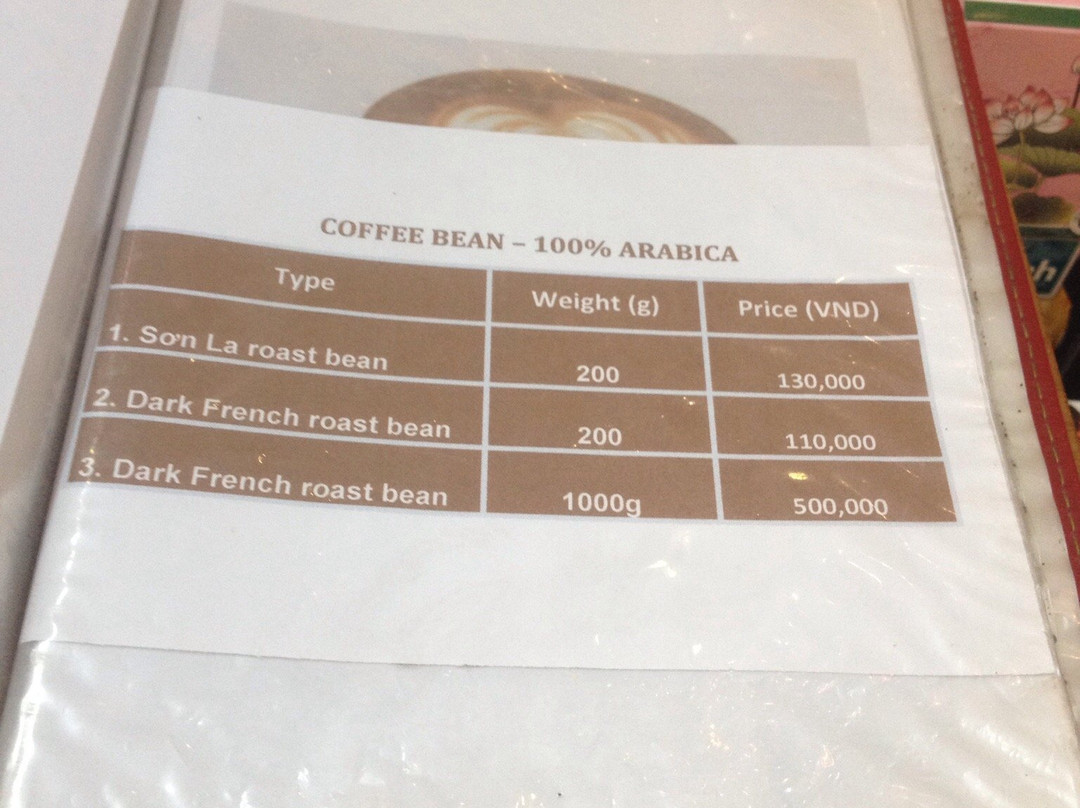 COFFEE BEAN – 100% ARABICA
Type Weight (g) Price (VND)
1. Sơn La roast bean 200 130,000
2. Dark French roast bean 200 110,000
3. Dark French roast bean 1000g 500,000